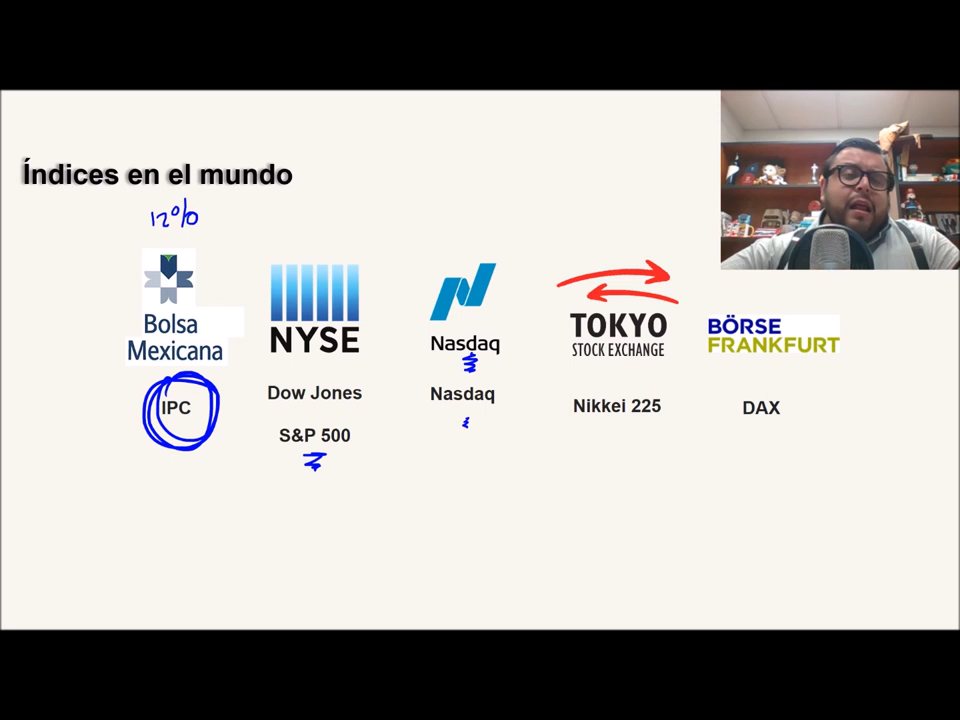 Índices en el mundo
12%
Bolsa
Mexicana
NYSE
Nasdaq
TOKYO
STOCK EXCHANGE
BÖRSE
FRANKFURT
IPC
Dow Jones
S&P 500
Nasdaq
Nikkei 225
DAX